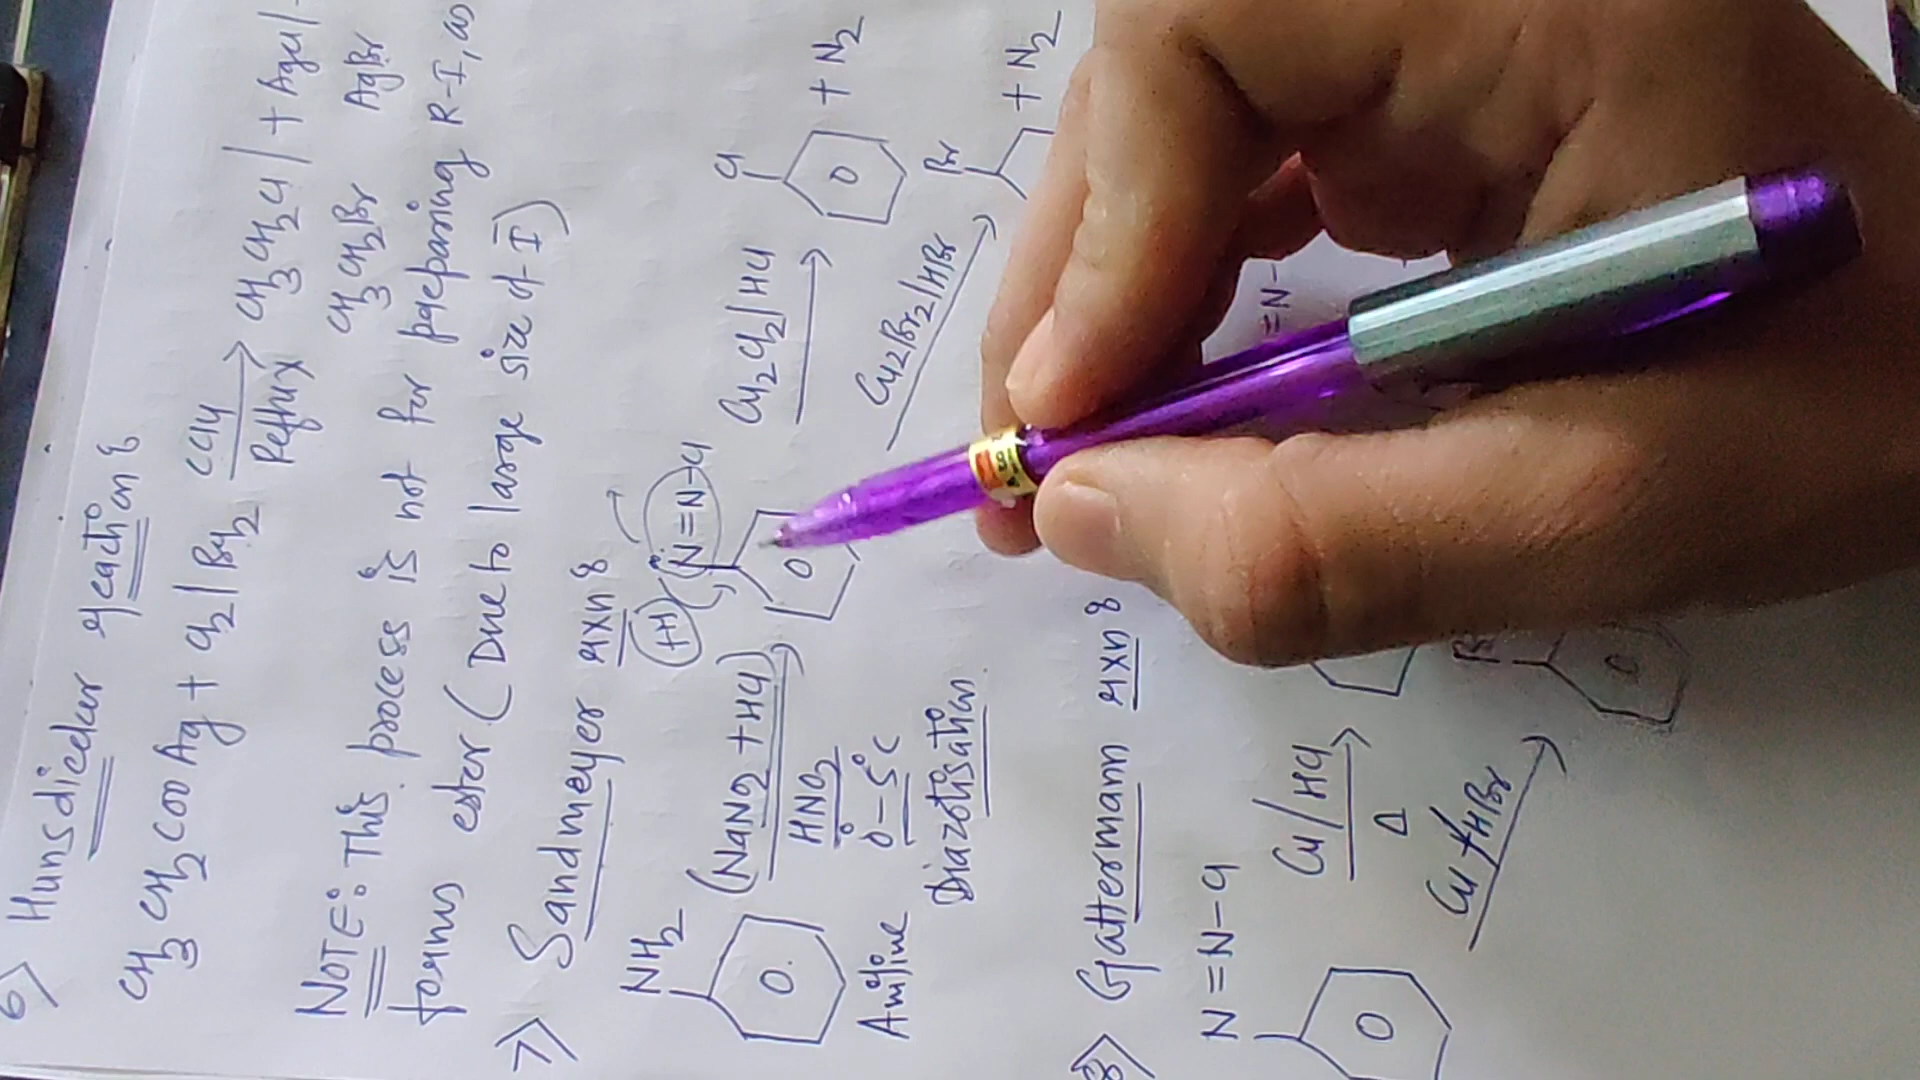 6) Hunsdiecker reaction :
CH3CH2COOAg + Cl2/Br2 CCl4 Reflux → CH3CH2Cl + AgCl
CH3CH2Br AgBr
NOTE: This process is not for preparing R-I, as
forms ester (Due to large size of I)
7) Sandmeyer rxn :
NH2 (NaNO2 + HCl) → (+H) N=N-Cl Cu2Cl2/HCl → Cl + N2
HNO2
0-5°c
Aniline Diazotisation
Cu2Br2/HBr → Br + N2
8) Gattermann rxn :
N=N-Cl Cu/HCl →
Δ
Cu/HBr → Br
=N-